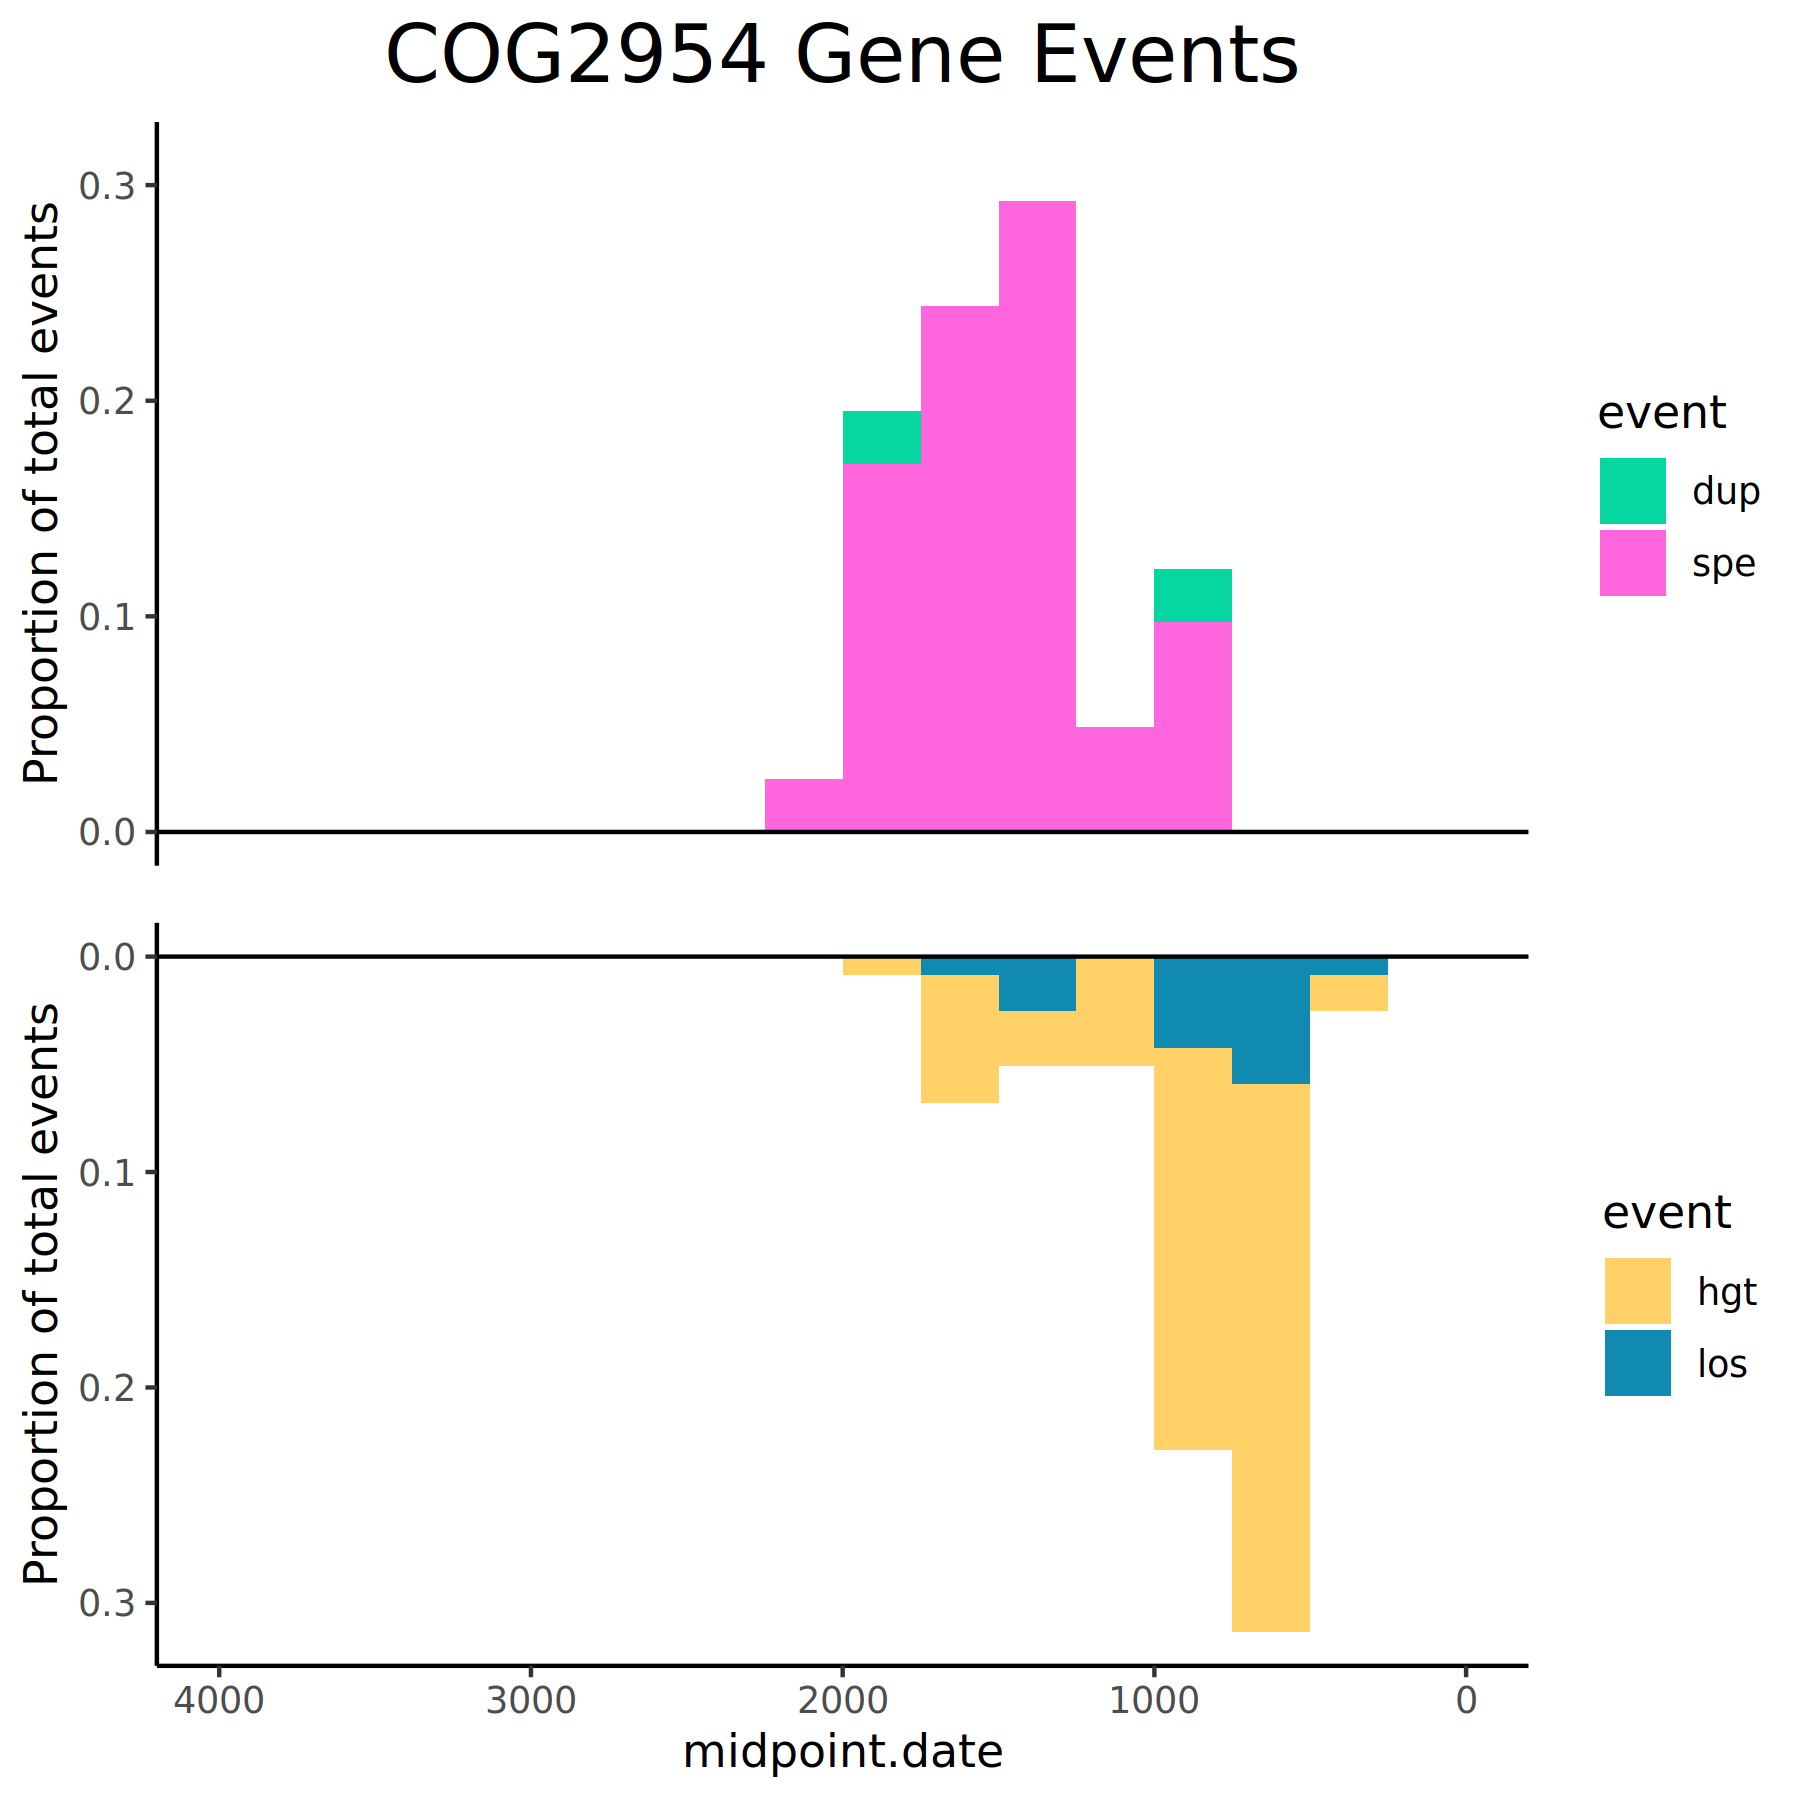 COG2954 Gene Events
Proportion of total events
0.3
0.2
0.1
0.0
event
dup
spe
Proportion of total events
0.0
0.1
0.2
0.3
event
hgt
los
4000 3000 2000 1000 0
midpoint.date